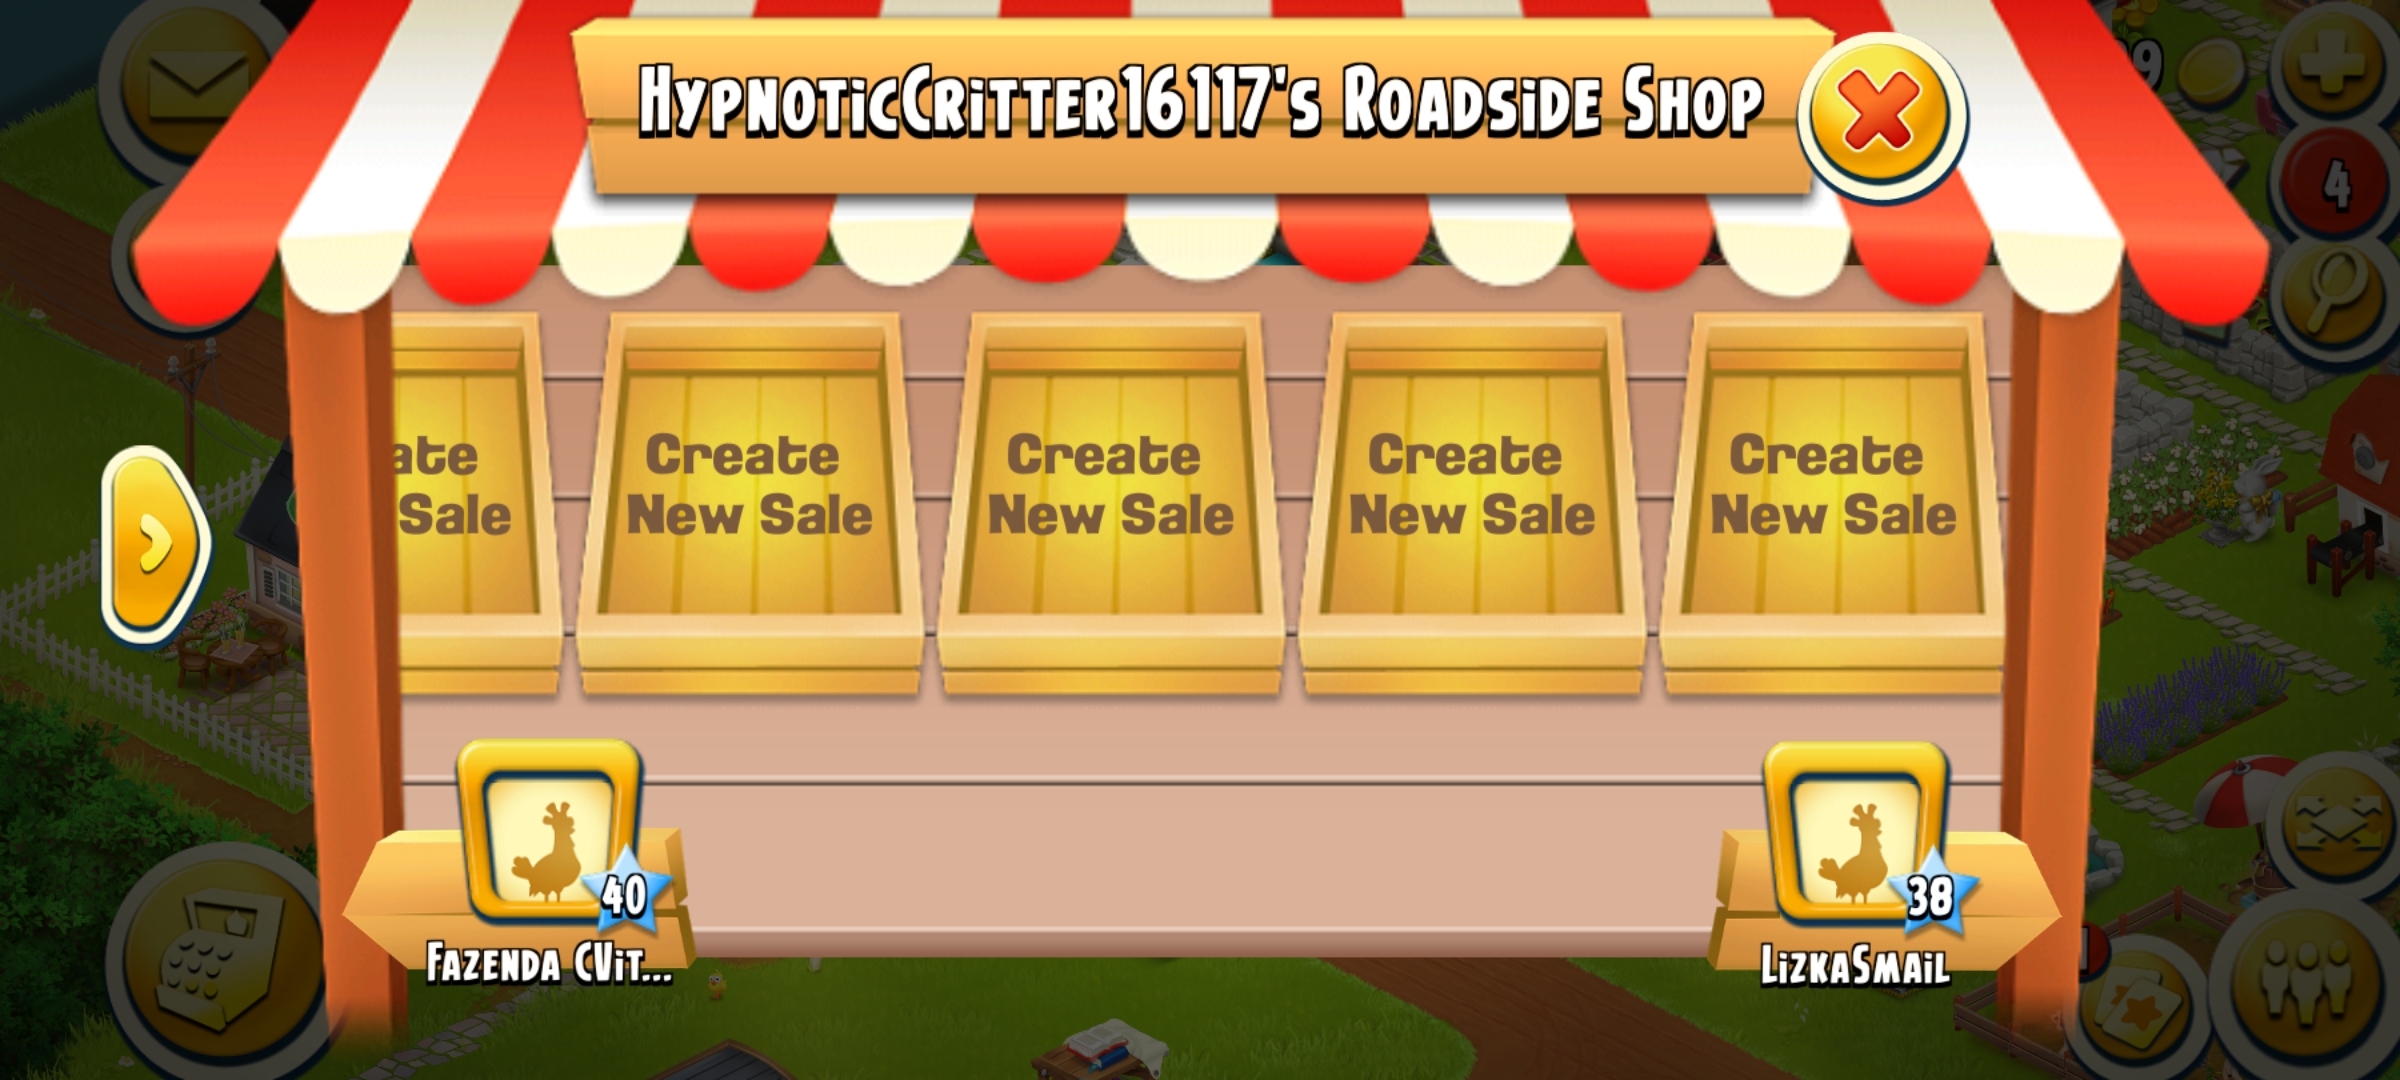 HypnoticCritter16117's Roadside Shop
4
ate
Sale
Create
New Sale
Create
New Sale
Create
New Sale
Create
New Sale
40
Fazenda CVit...
38
LizkaSmail